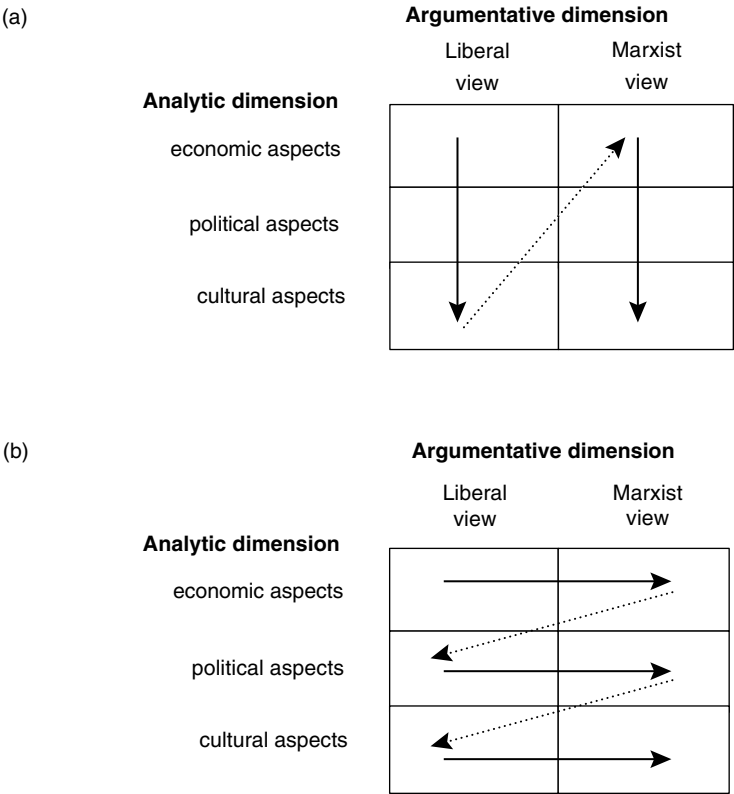 (a)
Argumentative dimension
Liberal view
Marxist view
Analytic dimension
economic aspects
political aspects
cultural aspects
(b)
Argumentative dimension
Liberal view
Marxist view
Analytic dimension
economic aspects
political aspects
cultural aspects